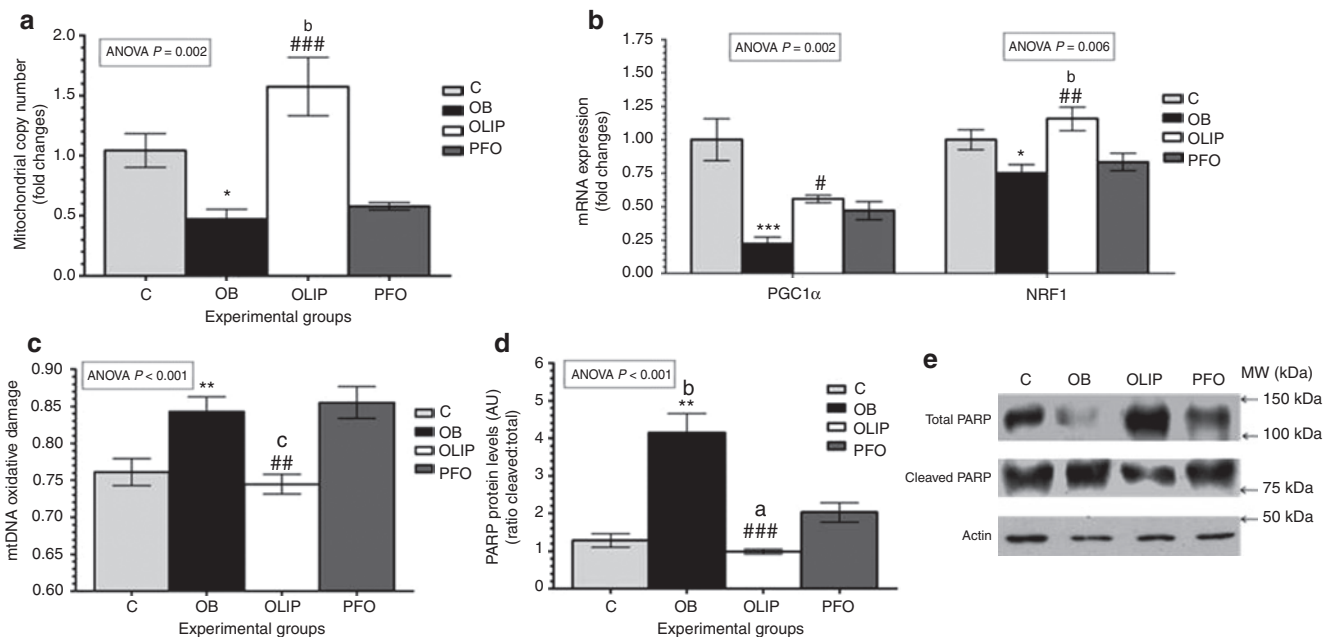 a
ANOVA P = 0.002
b
###
*
Mitochondrial copy number
(fold changes)
2.0
1.5
1.0
0.5
0.0
C
OB
OLIP
PFO
Experimental groups
C
OB
OLIP
PFO
b
ANOVA P = 0.002
ANOVA P = 0.006
mRNA expression
(fold changes)
1.75
1.50
1.25
1.00
0.75
0.50
0.25
0.00
***
#
*
b
##
PGC1α
NRF1
C
OB
OLIP
PFO
c
ANOVA P < 0.001
mtDNA oxidative damage
0.90
0.85
0.80
0.75
0.70
0.65
0.60
**
c
##
C
OB
OLIP
PFO
Experimental groups
C
OB
OLIP
PFO
d
ANOVA P < 0.001
PARP protein levels (AU)
(ratio cleaved:total)
6
5
4
3
2
1
0
b
**
a
###
C
OB
OLIP
PFO
Experimental groups
C
OB
OLIP
PFO
e
C OB OLIP PFO MW (kDa)
Total PARP
150 kDa
100 kDa
Cleaved PARP
75 kDa
50 kDa
Actin